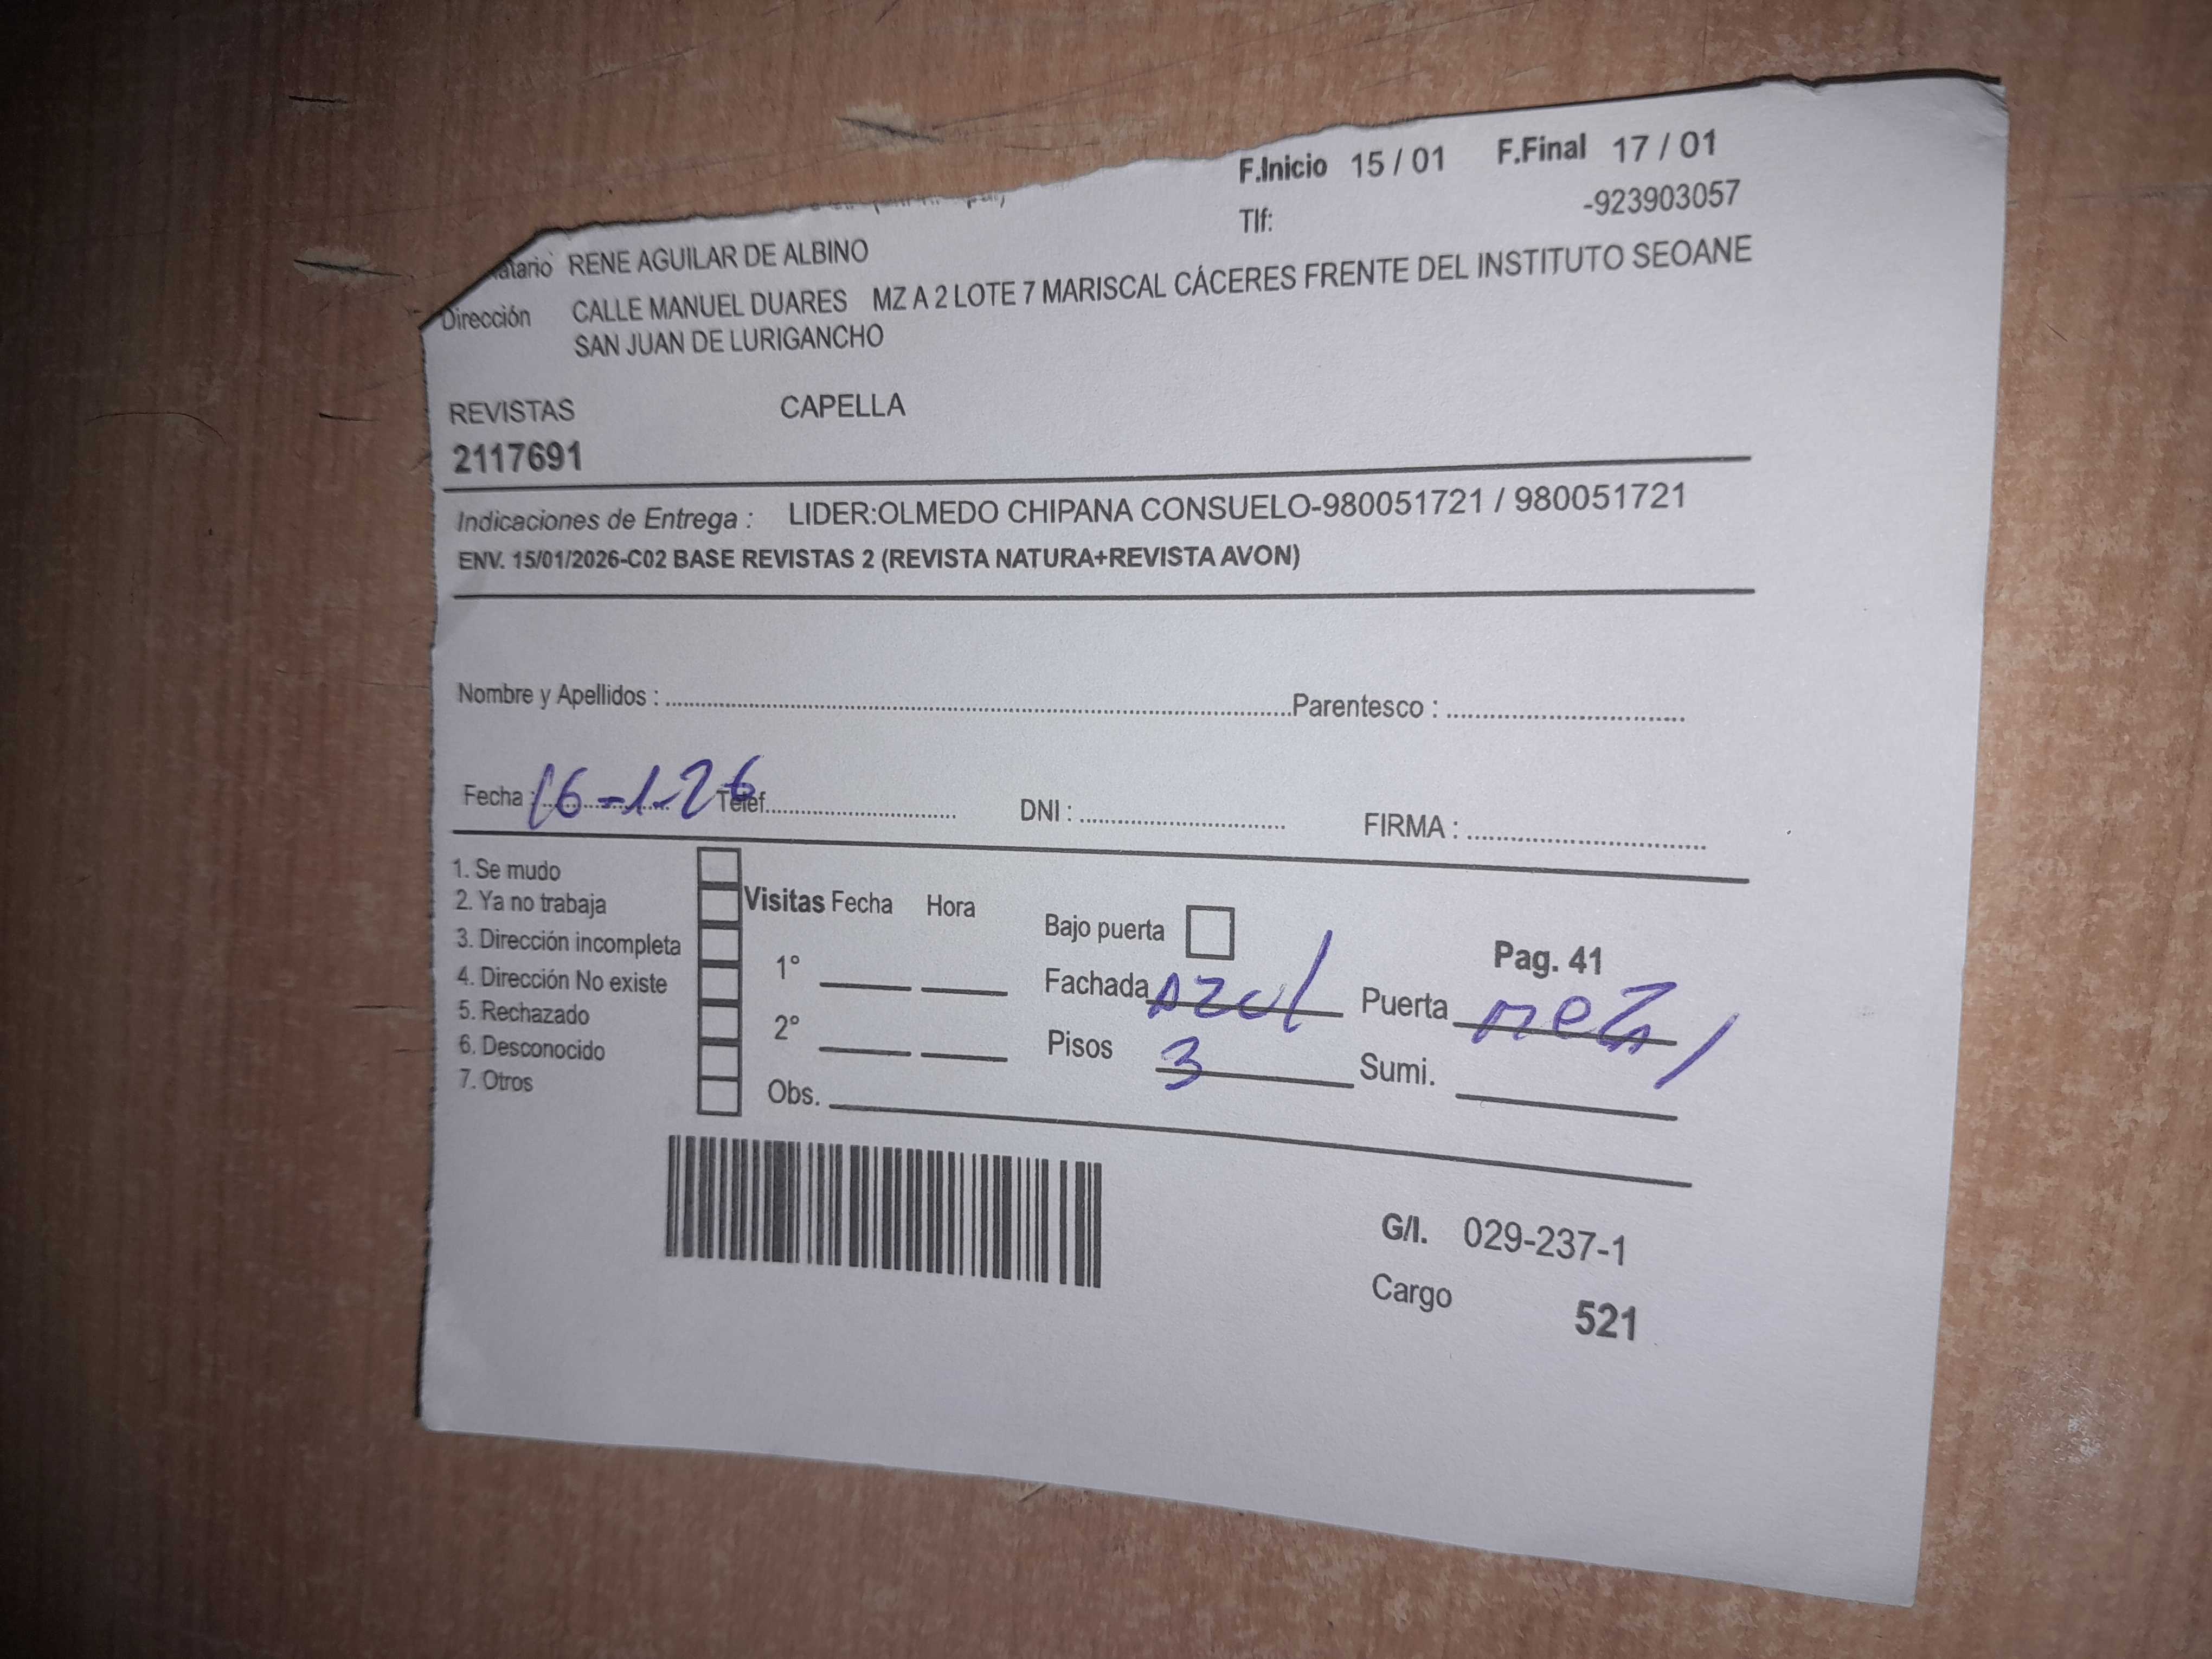 F.Inicio 15 / 01 F.Final 17 / 01
Tlf: -923903057
atario RENE AGUILAR DE ALBINO
Dirección CALLE MANUEL DUARES MZ A 2 LOTE 7 MARISCAL CÁCERES FRENTE DEL INSTITUTO SEOANE
SAN JUAN DE LURIGANCHO
REVISTAS CAPELLA
2117691
Indicaciones de Entrega : LIDER:OLMEDO CHIPANA CONSUELO-980051721 / 980051721
ENV. 15/01/2026-C02 BASE REVISTAS 2 (REVISTA NATURA+REVISTA AVON)
Nombre y Apellidos : Parentesco :
Fecha : 16-1-26 Telef. DNI : FIRMA :
1. Se mudo
2. Ya no trabaja Visitas Fecha Hora Bajo puerta
3. Dirección incompleta 1° Pag. 41
4. Dirección No existe Fachada azul Puerta
5. Rechazado 2° Pisos 3 Sumi.
6. Desconocido
7. Otros Obs.
G/I. 029-237-1
Cargo 521